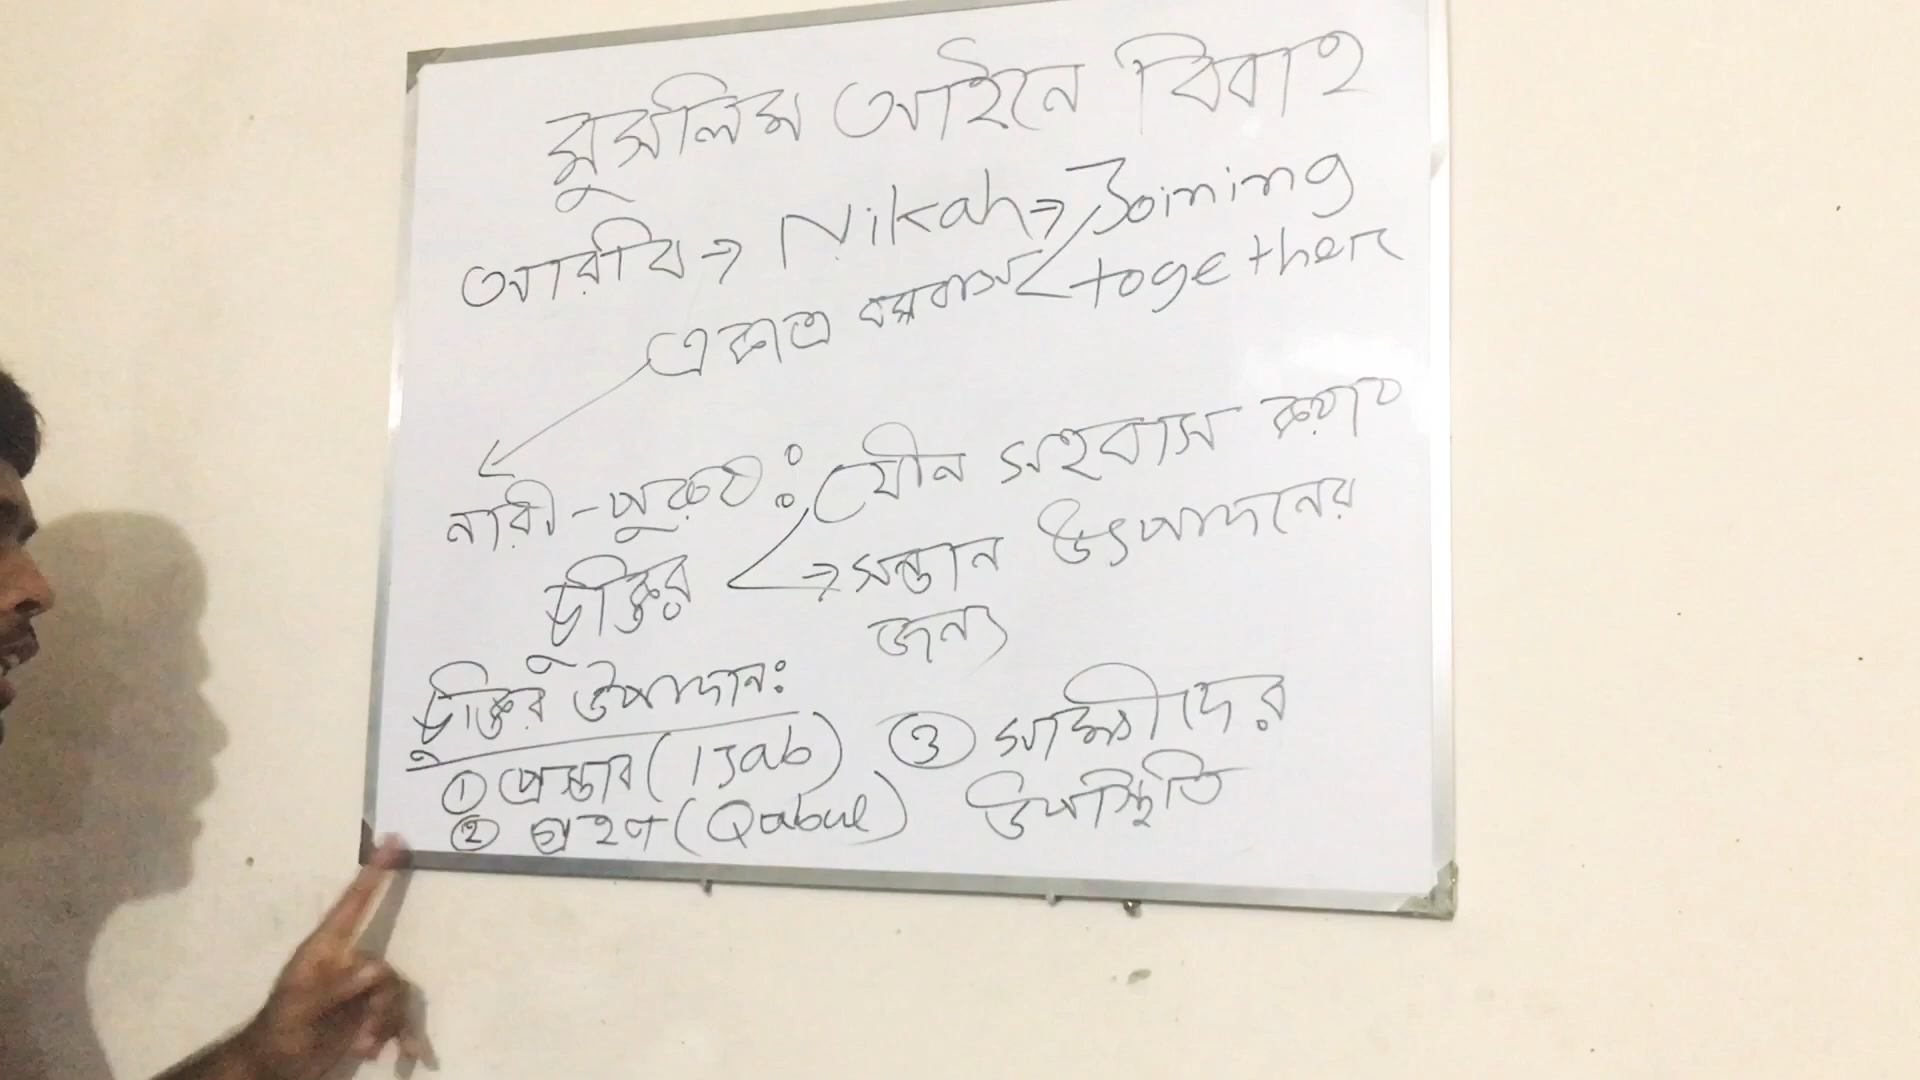 মুসলিম আইনে বিবাহ
আরবি → Nikah → Joining
together
একত্রে বসবাস
নারী-পুরুষ : যৌন সহবাস করার
চুক্তির → সন্তান উৎপাদনের
জন্য
চুক্তির উপাদান:
① প্রস্তাব (Ijab)
② গ্রহণ (Qabul)
③ সাক্ষীদের
উপস্থিতি